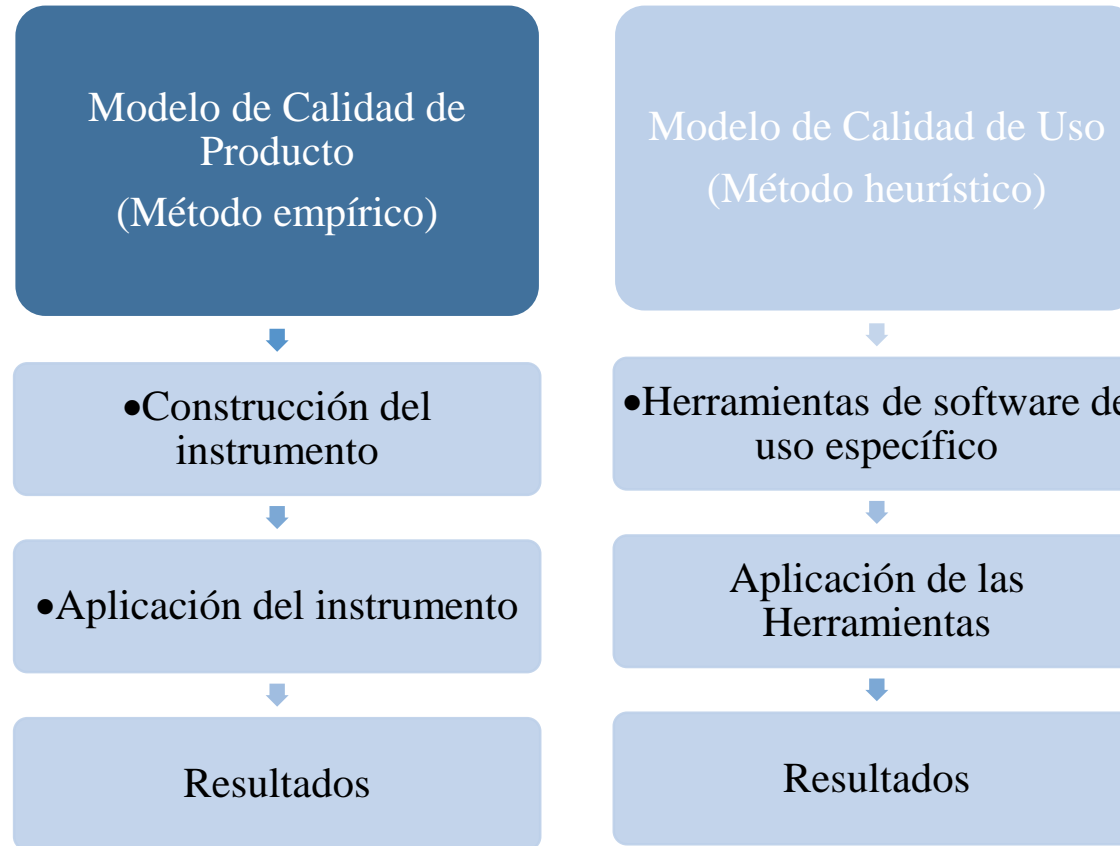 Modelo de Calidad de
Producto
(Método empírico)
•Construcción del
instrumento
•Aplicación del instrumento
Resultados
Modelo de Calidad de Uso
(Método heurístico)
•Herramientas de software de
uso específico
Aplicación de las
Herramientas
Resultados